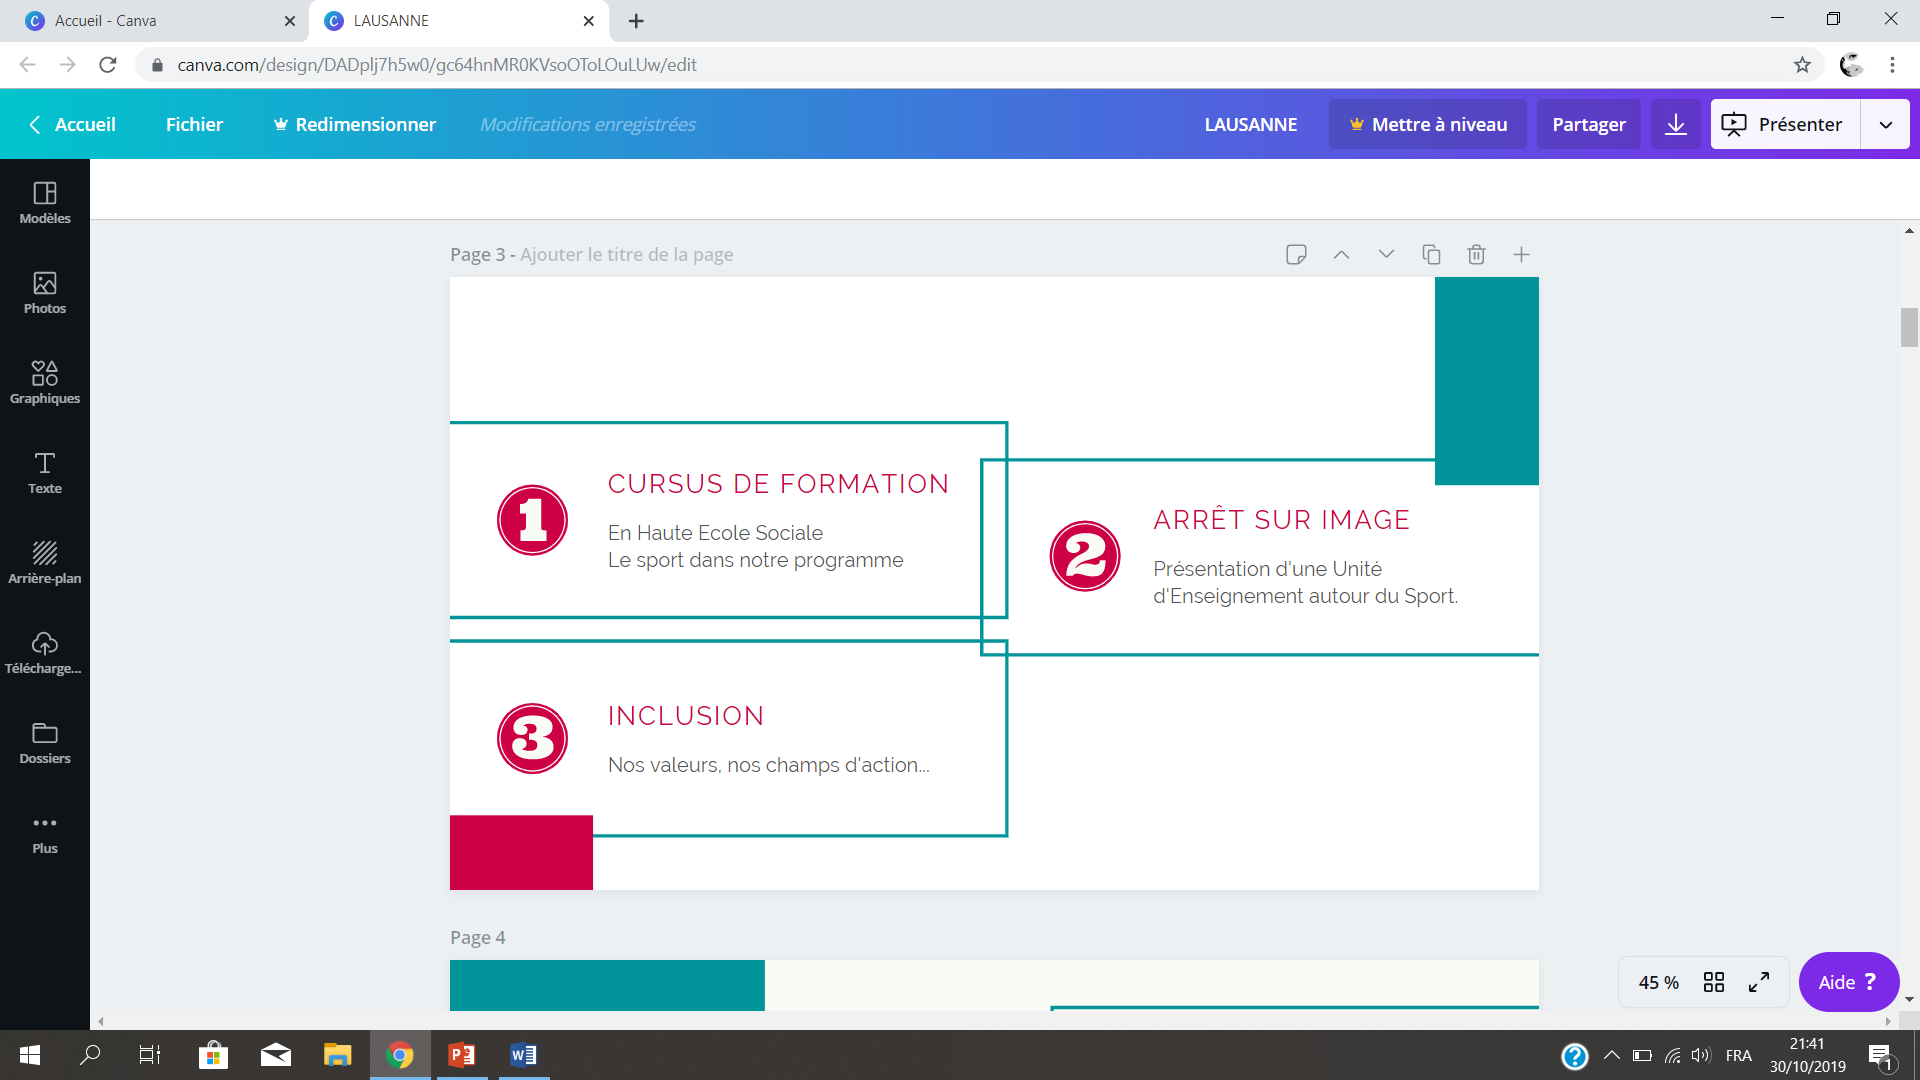 Accueil - Canva
LAUSANNE
canva.com/design/DADplj7h5w0/gc64hnMR0KVsoOToLOuLUw/edit
Accueil
Fichier
Redimensionner
Modifications enregistrées
LAUSANNE
Mettre à niveau
Partager
Présenter
Modèles
Photos
Graphiques
Texte
Arrière-plan
Télécharge...
Dossiers
Plus
Page 3 - Ajouter le titre de la page
1
CURSUS DE FORMATION
En Haute Ecole Sociale
Le sport dans notre programme
2
ARRÊT SUR IMAGE
Présentation d'une Unité
d'Enseignement autour du Sport.
3
INCLUSION
Nos valeurs, nos champs d'action...
Page 4
45 %
Aide ?
FRA
21:41
30/10/2019
1